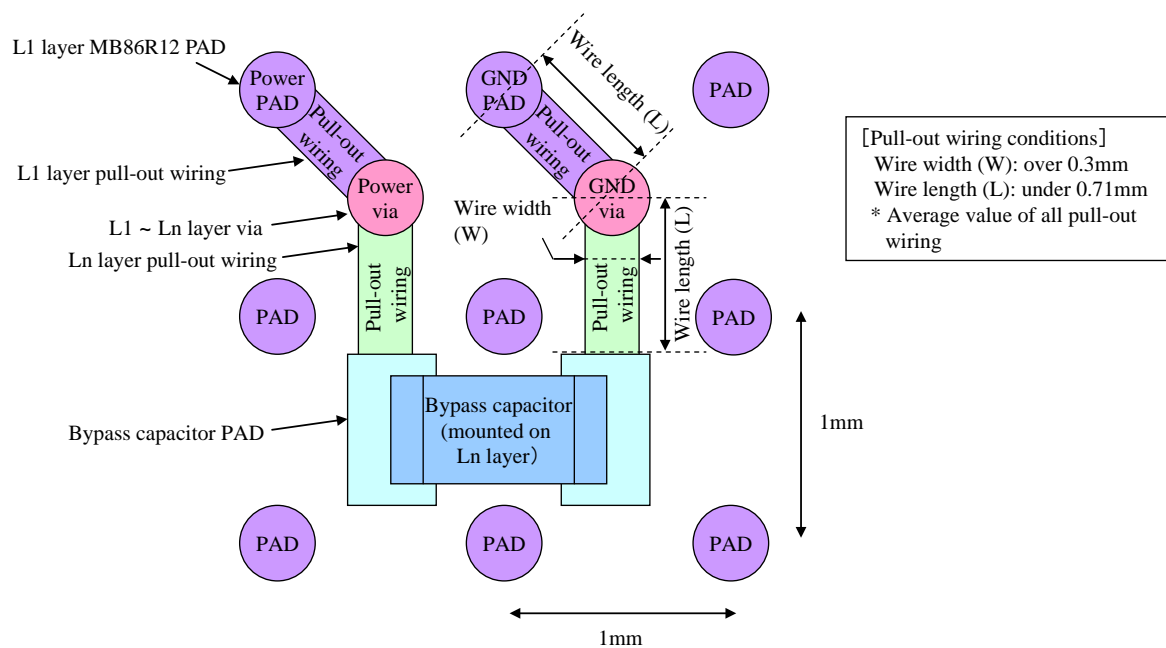 L1 layer MB86R12 PAD
Power
PAD
GND
PAD
PAD
Wire length (L)
Pull-out
wiring
Pull-out
wiring
[Pull-out wiring conditions]
Wire width (W): over 0.3mm
Wire length (L): under 0.71mm
* Average value of all pull-out
wiring
L1 layer pull-out wiring
Power
via
GND
via
L1 ~ Ln layer via
Wire width
(W)
Ln layer pull-out wiring
Pull-out
wiring
Pull-out
wiring
Wire length (L)
PAD
PAD
PAD
Bypass capacitor PAD
Bypass capacitor
(mounted on
Ln layer)
1mm
PAD
PAD
PAD
1mm